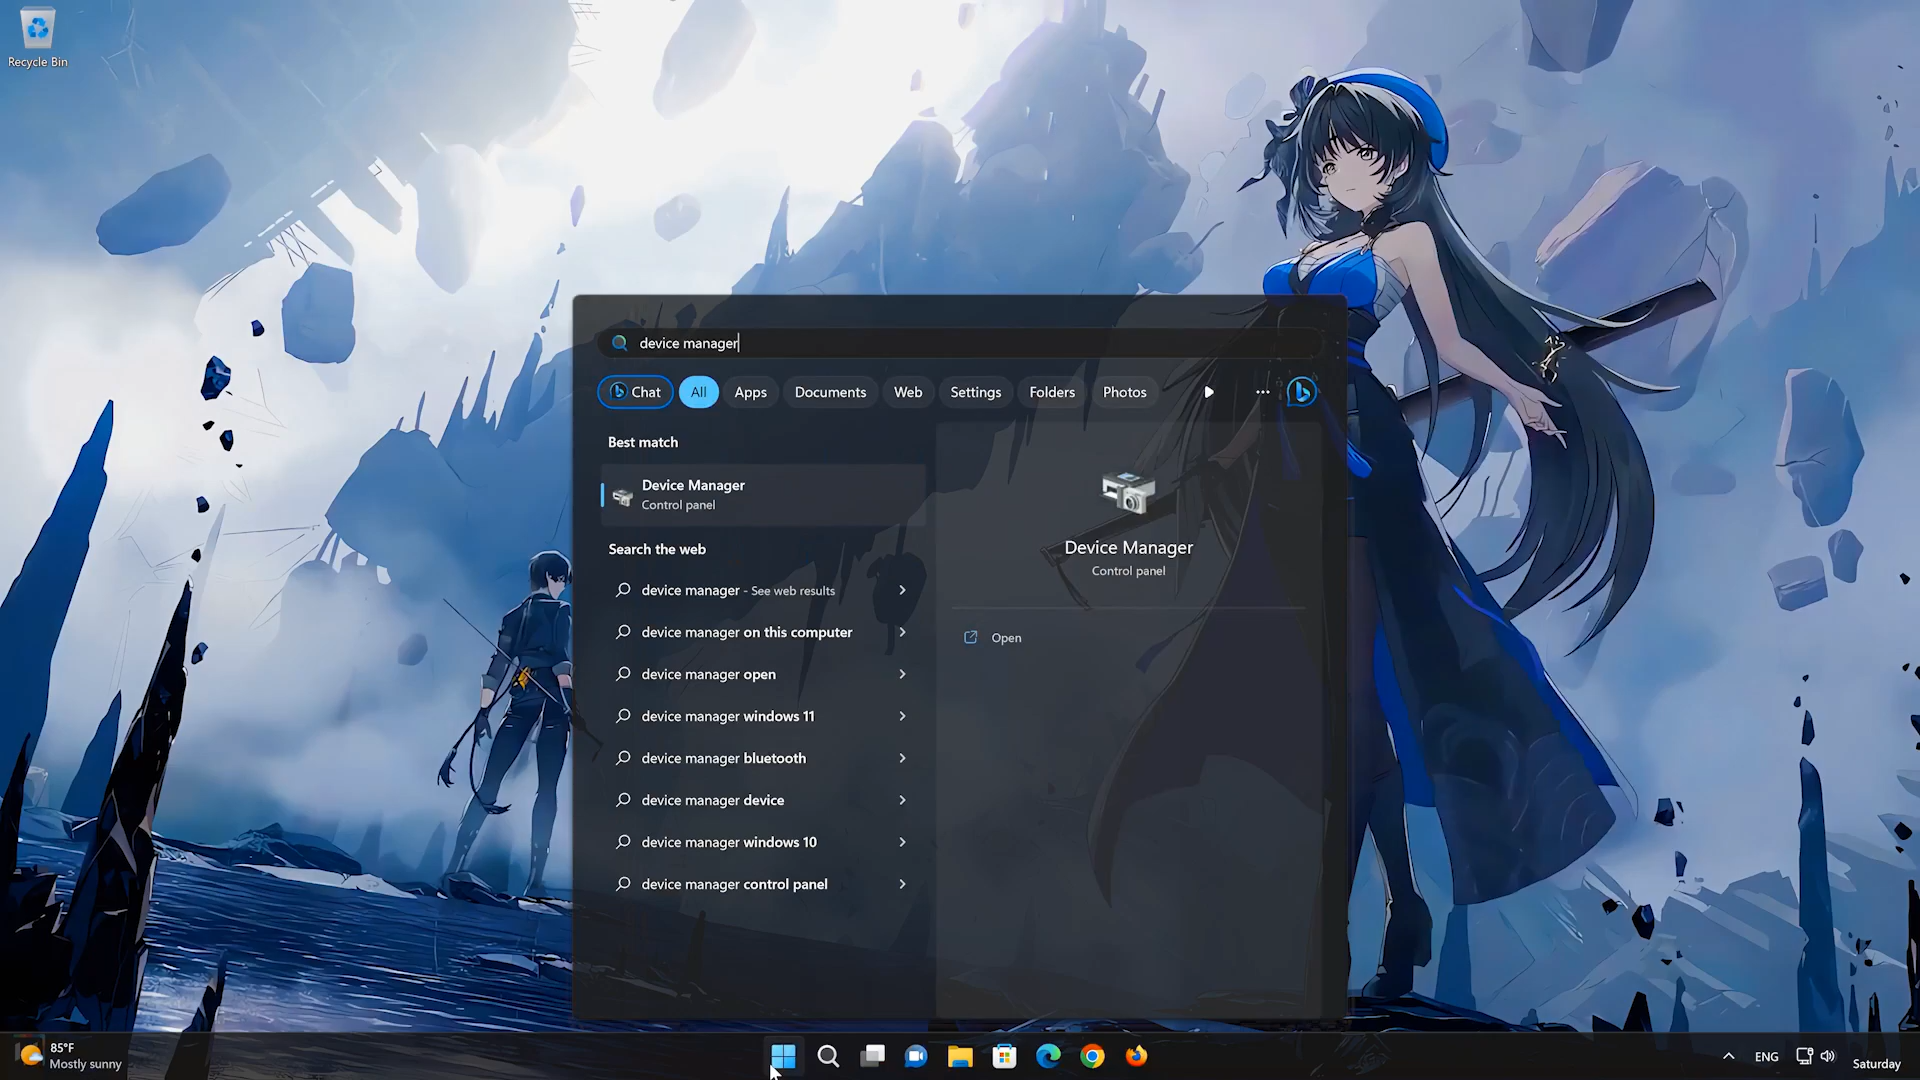 Recycle Bin
device manager
Chat
All
Apps
Documents
Web
Settings
Folders
Photos
Best match
Device Manager
Control panel
Search the web
device manager - See web results
device manager on this computer
device manager open
device manager windows 11
device manager bluetooth
device manager device
device manager windows 10
device manager control panel
Device Manager
Control panel
Open
85°F
Mostly sunny
ENG
Saturday